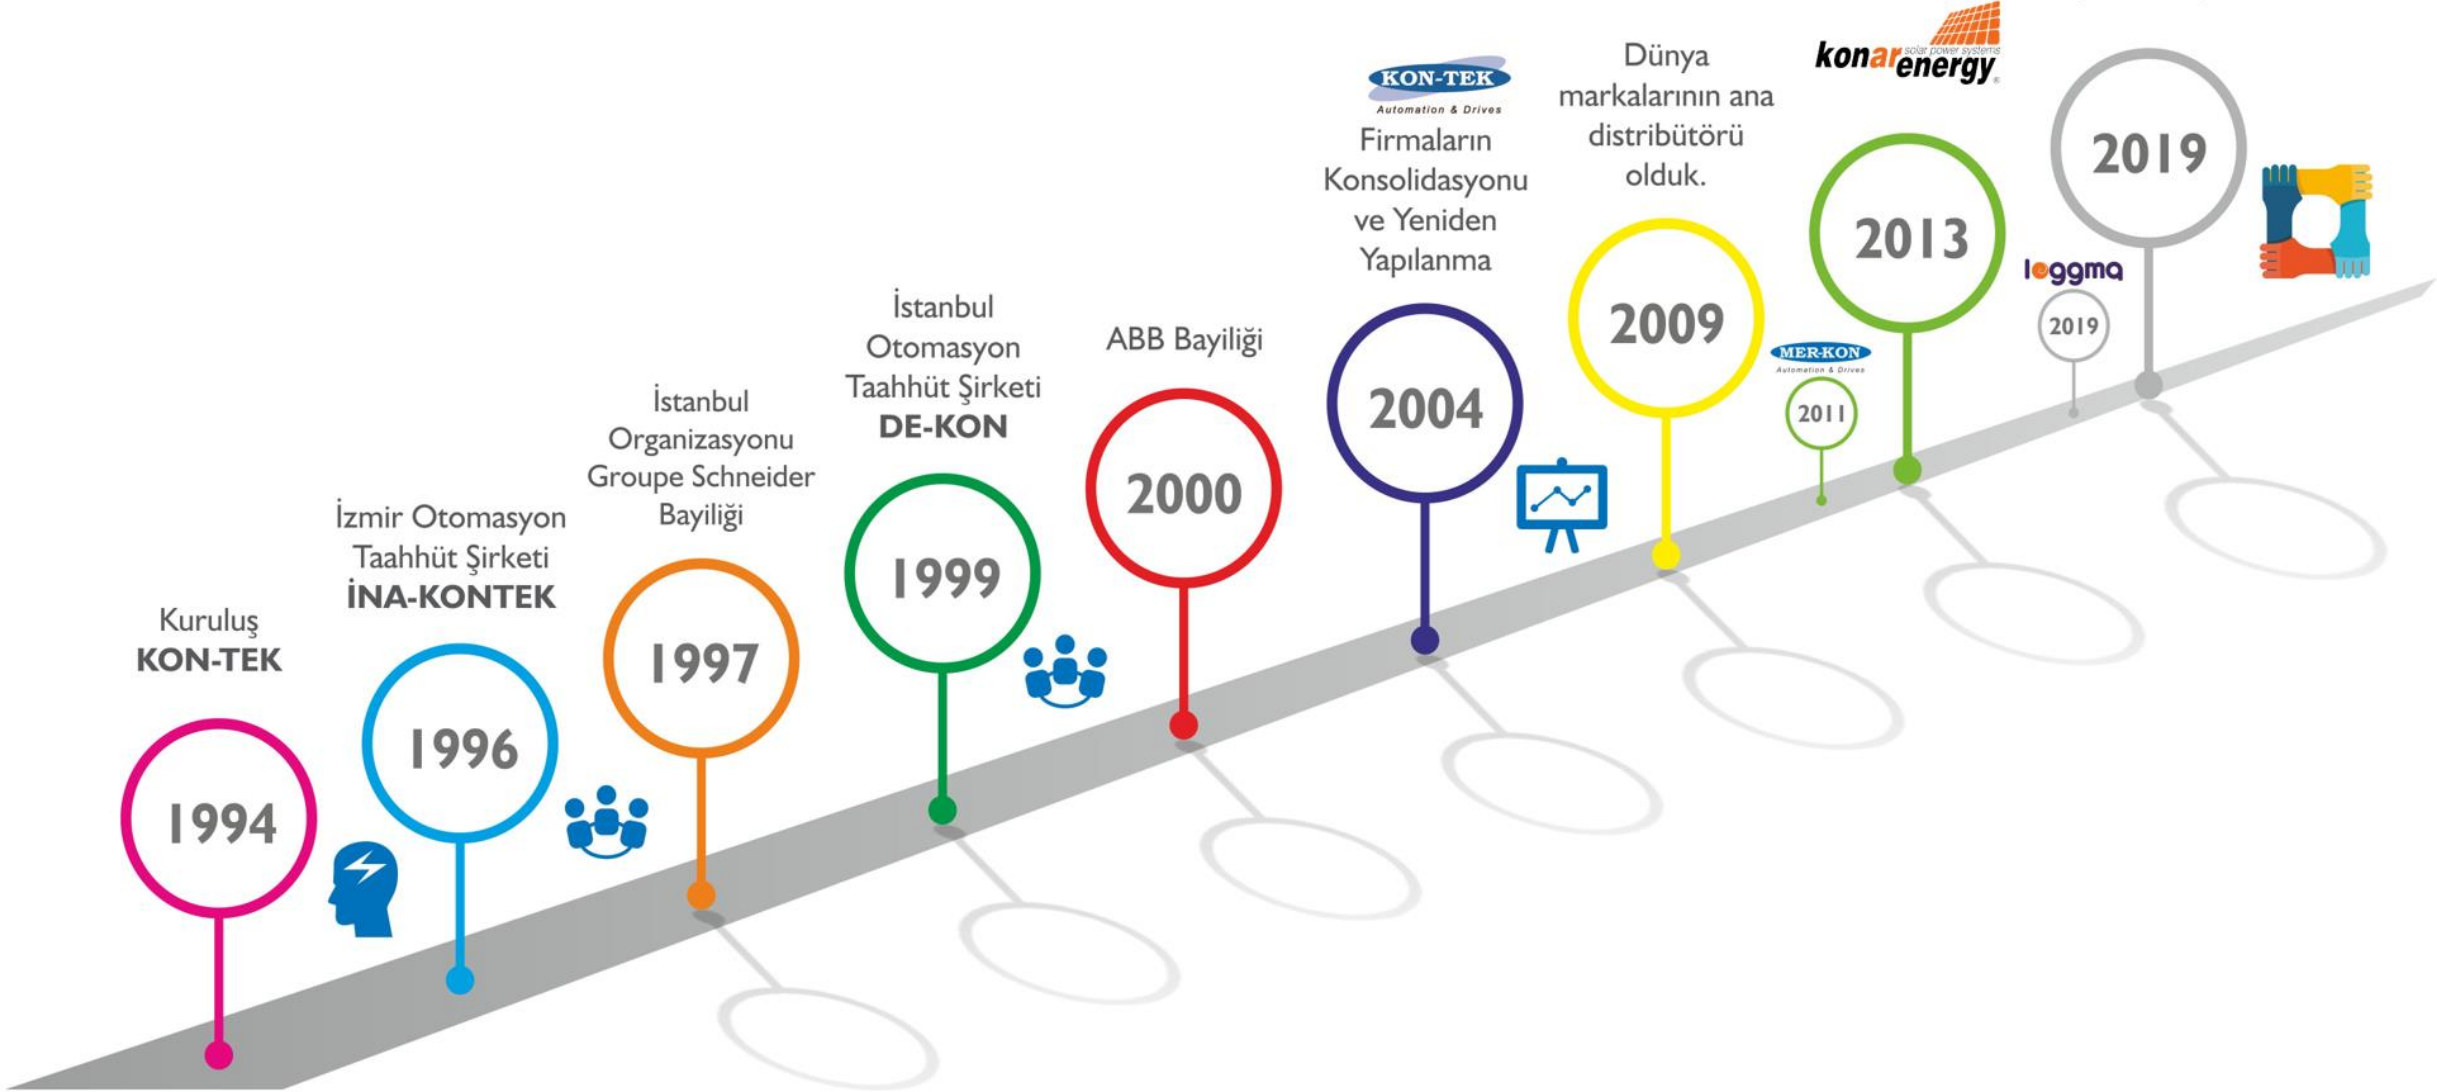 Kuruluş
KON-TEK
1994
İzmir Otomasyon
Taahhüt Şirketi
İNA-KONTEK
1996
İstanbul
Organizasyonu
Groupe Schneider
Bayiliği
1997
İstanbul
Otomasyon
Taahhüt Şirketi
DE-KON
1999
ABB Bayiliği
2000
KON-TEK
Automation & Drives
Firmaların
Konsolidasyonu
ve Yeniden
Yapılanma
2004
Dünya
markalarının ana
distribütörü
olduk.
2009
MER-KON
Automation & Drives
2011
konar
solar power systems
energy
2013
loggma
2019
2019